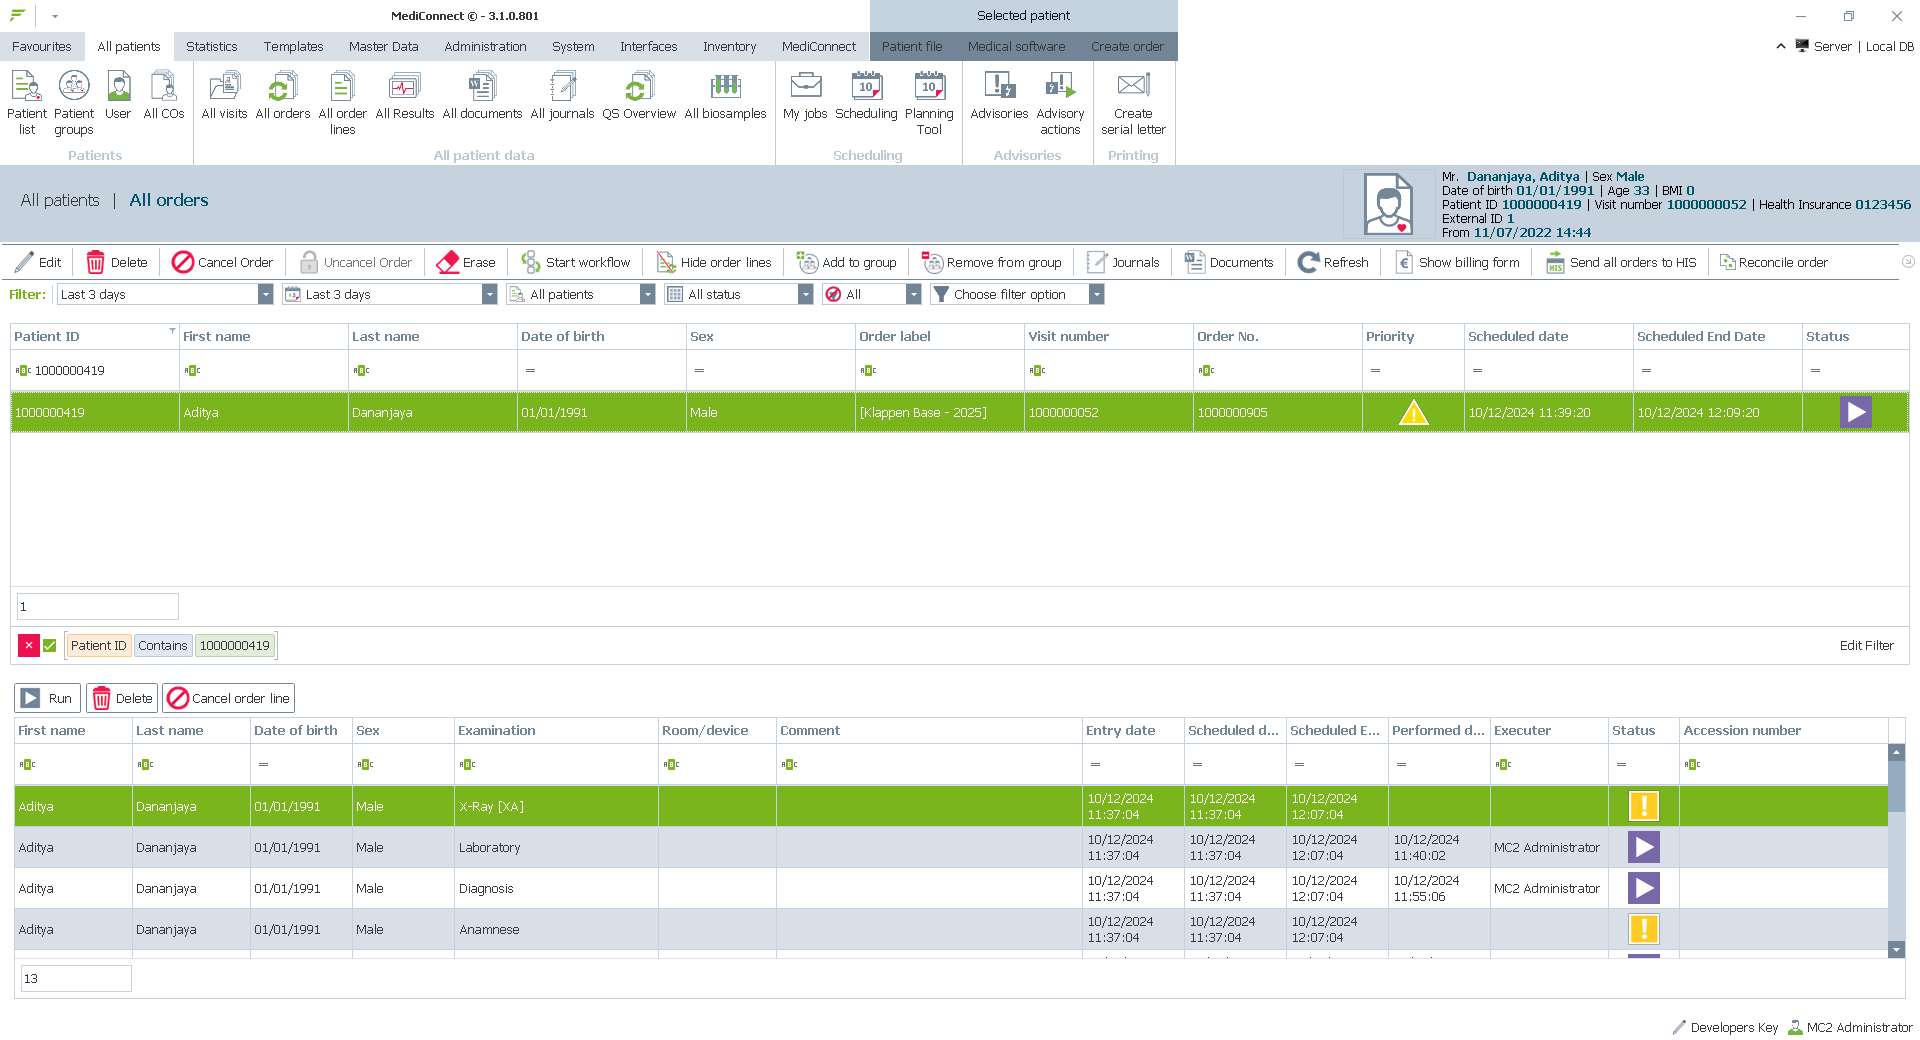 MediConnect © - 3.1.0.801
Selected patient
Favourites All patients Statistics Templates Master Data Administration System Interfaces Inventory MediConnect Patient file Medical software Create order
Server | Local DB
Patient list
Patient groups
User
All COs
All visits
All orders
All order lines
All Results
All documents
All journals
QS Overview
All biosamples
My jobs
Scheduling
Planning Tool
Advisories
Advisory actions
Create serial letter
Patients
All patient data
Scheduling
Advisories
Printing
All patients | All orders
Mr. Dananjaya, Aditya | Sex Male
Date of birth 01/01/1991 | Age 33 | BMI 0
Patient ID 1000000419 | Visit number 1000000052 | Health Insurance 0123456
External ID 1
From 11/07/2022 14:44
Edit Delete Cancel Order Uncancel Order Erase Start workflow Hide order lines Add to group Remove from group Journals Documents Refresh Show billing form Send all orders to HIS Reconcile order
Filter: Last 3 days Last 3 days All patients All status All Choose filter option
Patient ID First name Last name Date of birth Sex Order label Visit number Order No. Priority Scheduled date Scheduled End Date Status
1000000419
1000000419 Aditya Dananjaya 01/01/1991 Male [Klappen Base - 2025] 1000000052 1000000905 10/12/2024 11:39:20 10/12/2024 12:09:20
1
Patient ID Contains 1000000419 Edit Filter
Run Delete Cancel order line
First name Last name Date of birth Sex Examination Room/device Comment Entry date Scheduled d... Scheduled E... Performed d... Executer Status Accession number
Aditya Dananjaya 01/01/1991 Male X-Ray [XA] 10/12/2024 11:37:04 10/12/2024 11:37:04 10/12/2024 12:07:04
Aditya Dananjaya 01/01/1991 Male Laboratory 10/12/2024 11:37:04 10/12/2024 11:37:04 10/12/2024 12:07:04 10/12/2024 11:40:02 MC2 Administrator
Aditya Dananjaya 01/01/1991 Male Diagnosis 10/12/2024 11:37:04 10/12/2024 11:37:04 10/12/2024 12:07:04 10/12/2024 11:55:06 MC2 Administrator
Aditya Dananjaya 01/01/1991 Male Anamnese 10/12/2024 11:37:04 10/12/2024 11:37:04 10/12/2024 12:07:04
13
Developers Key MC2 Administrator